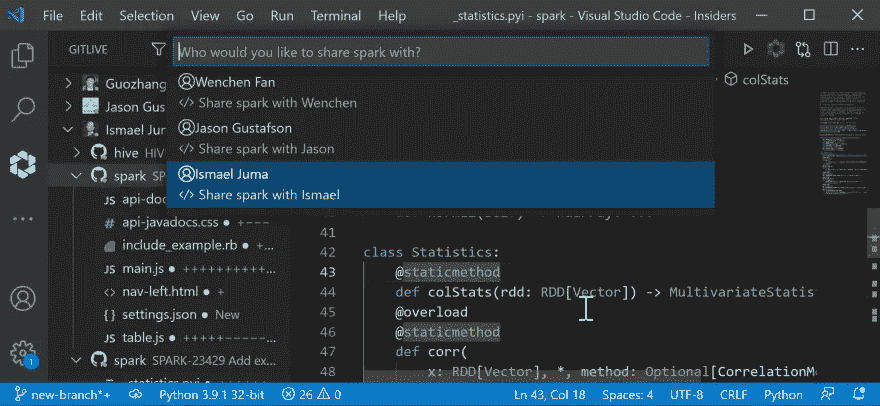 File Edit Selection View Go Run Terminal Help _statistics.pyi - spark - Visual Studio Code - Insiders
GITLIVE
Who would you like to share spark with?
Wenchen Fan
</> Share spark with Wenchen
Jason Gustafson
</> Share spark with Jason
Ismael Juma
</> Share spark with Ismael
colStats
Guozhang
Jason Gus
Ismael Jum
hive HIV
spark SPA
JS api-doc
# api-javadocs.css • +---
include_example.rb • +...
JS main.js • ++++++++++...
<> nav-left.html • +
{ } settings.json • New
JS table.js • +++++-----...
spark SPARK-23429 Add ex...
_statistics.pyi
41
42 class Statistics:
43 @staticmethod
44 def colStats(rdd: RDD[Vector]) -> MultivariateStatis
45 @overload
46 @staticmethod
47 def corr(
48 x: RDD[Vector], *, method: Optional[CorrelationM
1
new-branch*+ Python 3.9.1 32-bit 26 0 Ln 43, Col 18 Spaces: 4 UTF-8 CRLF Python